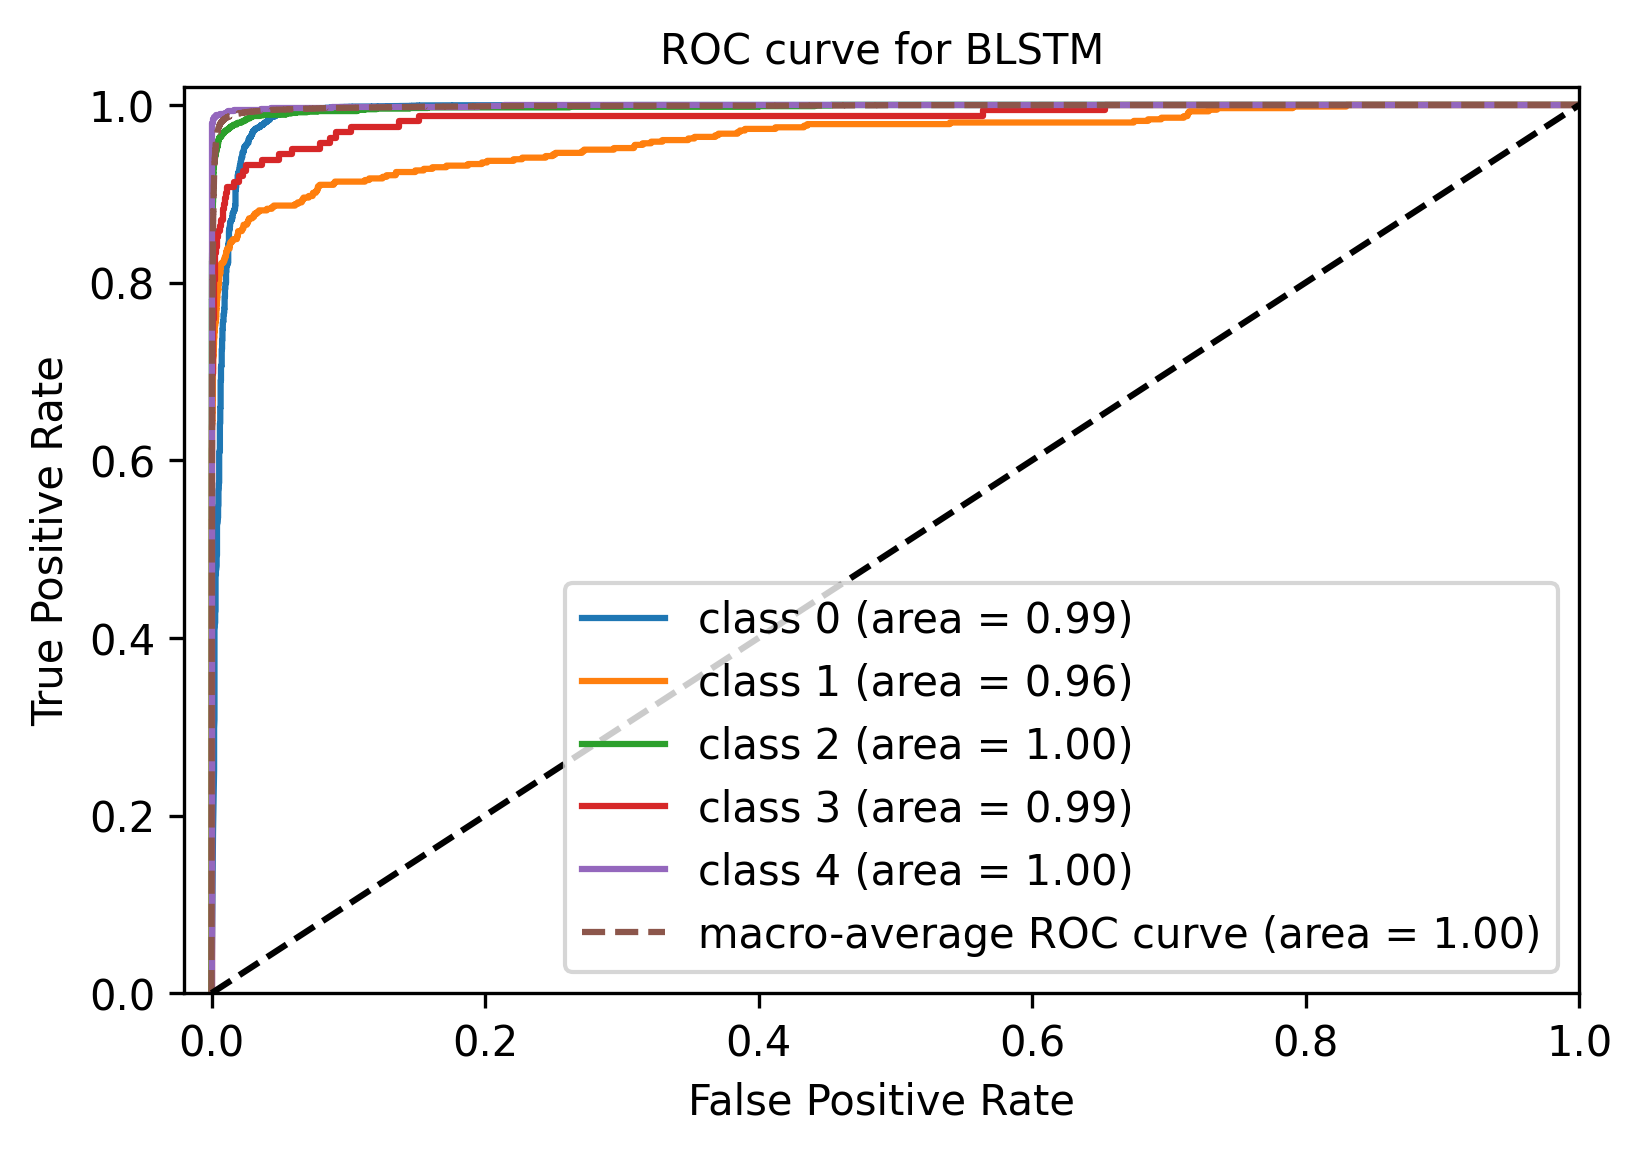 ROC curve for BLSTM
True Positive Rate
1.0
0.8
0.6
0.4
0.2
0.0
class 0 (area = 0.99)
class 1 (area = 0.96)
class 2 (area = 1.00)
class 3 (area = 0.99)
class 4 (area = 1.00)
macro-average ROC curve (area = 1.00)
0.0 0.2 0.4 0.6 0.8 1.0
False Positive Rate